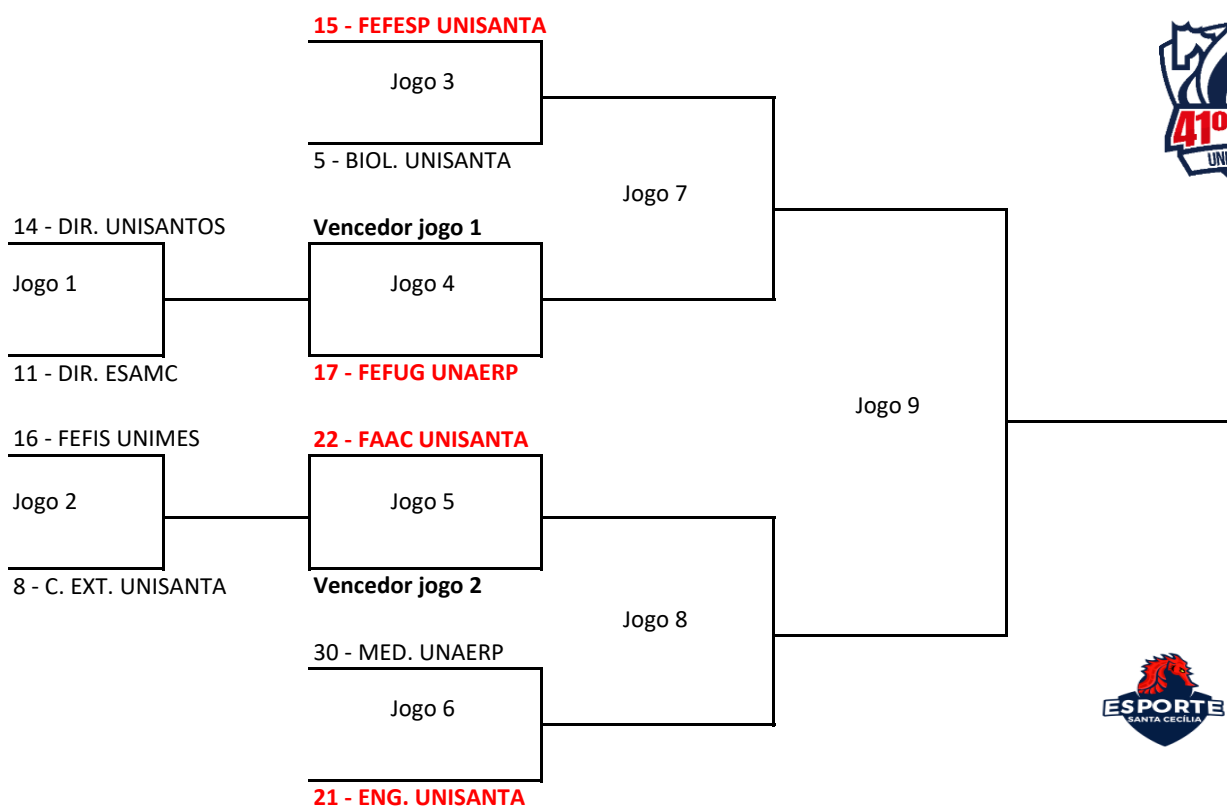 15 - FEFESP UNISANTA
Jogo 3
5 - BIOL. UNISANTA
41º
Jogo 7
14 - DIR. UNISANTOS
Vencedor jogo 1
Jogo 1
Jogo 4
11 - DIR. ESAMC
17 - FEFUG UNAERP
Jogo 9
16 - FEFIS UNIMES
22 - FAAC UNISANTA
Jogo 2
Jogo 5
8 - C. EXT. UNISANTA
Vencedor jogo 2
Jogo 8
30 - MED. UNAERP
Jogo 6
ESPORTE
SANTA CECÍLIA
21 - ENG. UNISANTA